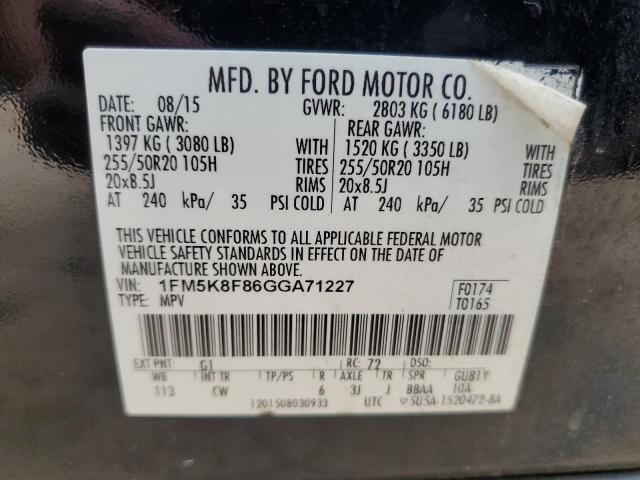 MFD. BY FORD MOTOR CO.
DATE: 08/15 GVWR: 2803 KG ( 6180 LB)
FRONT GAWR: REAR GAWR:
1397 KG ( 3080 LB) WITH 1520 KG ( 3350 LB) WITH
255/50R20 105H TIRES 255/50R20 105H TIRES
20x8.5J RIMS 20x8.5J RIMS
AT 240 kPa/ 35 PSI COLD AT 240 kPa/ 35 PSI COLD
THIS VEHICLE CONFORMS TO ALL APPLICABLE FEDERAL MOTOR
VEHICLE SAFETY STANDARDS IN EFFECT ON THE DATE OF
MANUFACTURE SHOWN ABOVE.
VIN: 1FM5K8F86GGA71227 F0174
TYPE: MPV T0165
EXT PNT: G1 RC: 72 DSO:
WB INT TR TP/PS R AXLE TR SPR GUB1Y
113 CW 6 3J J BBAA 10A
1201508030933 UTC ▽5U5A-1520472-BA